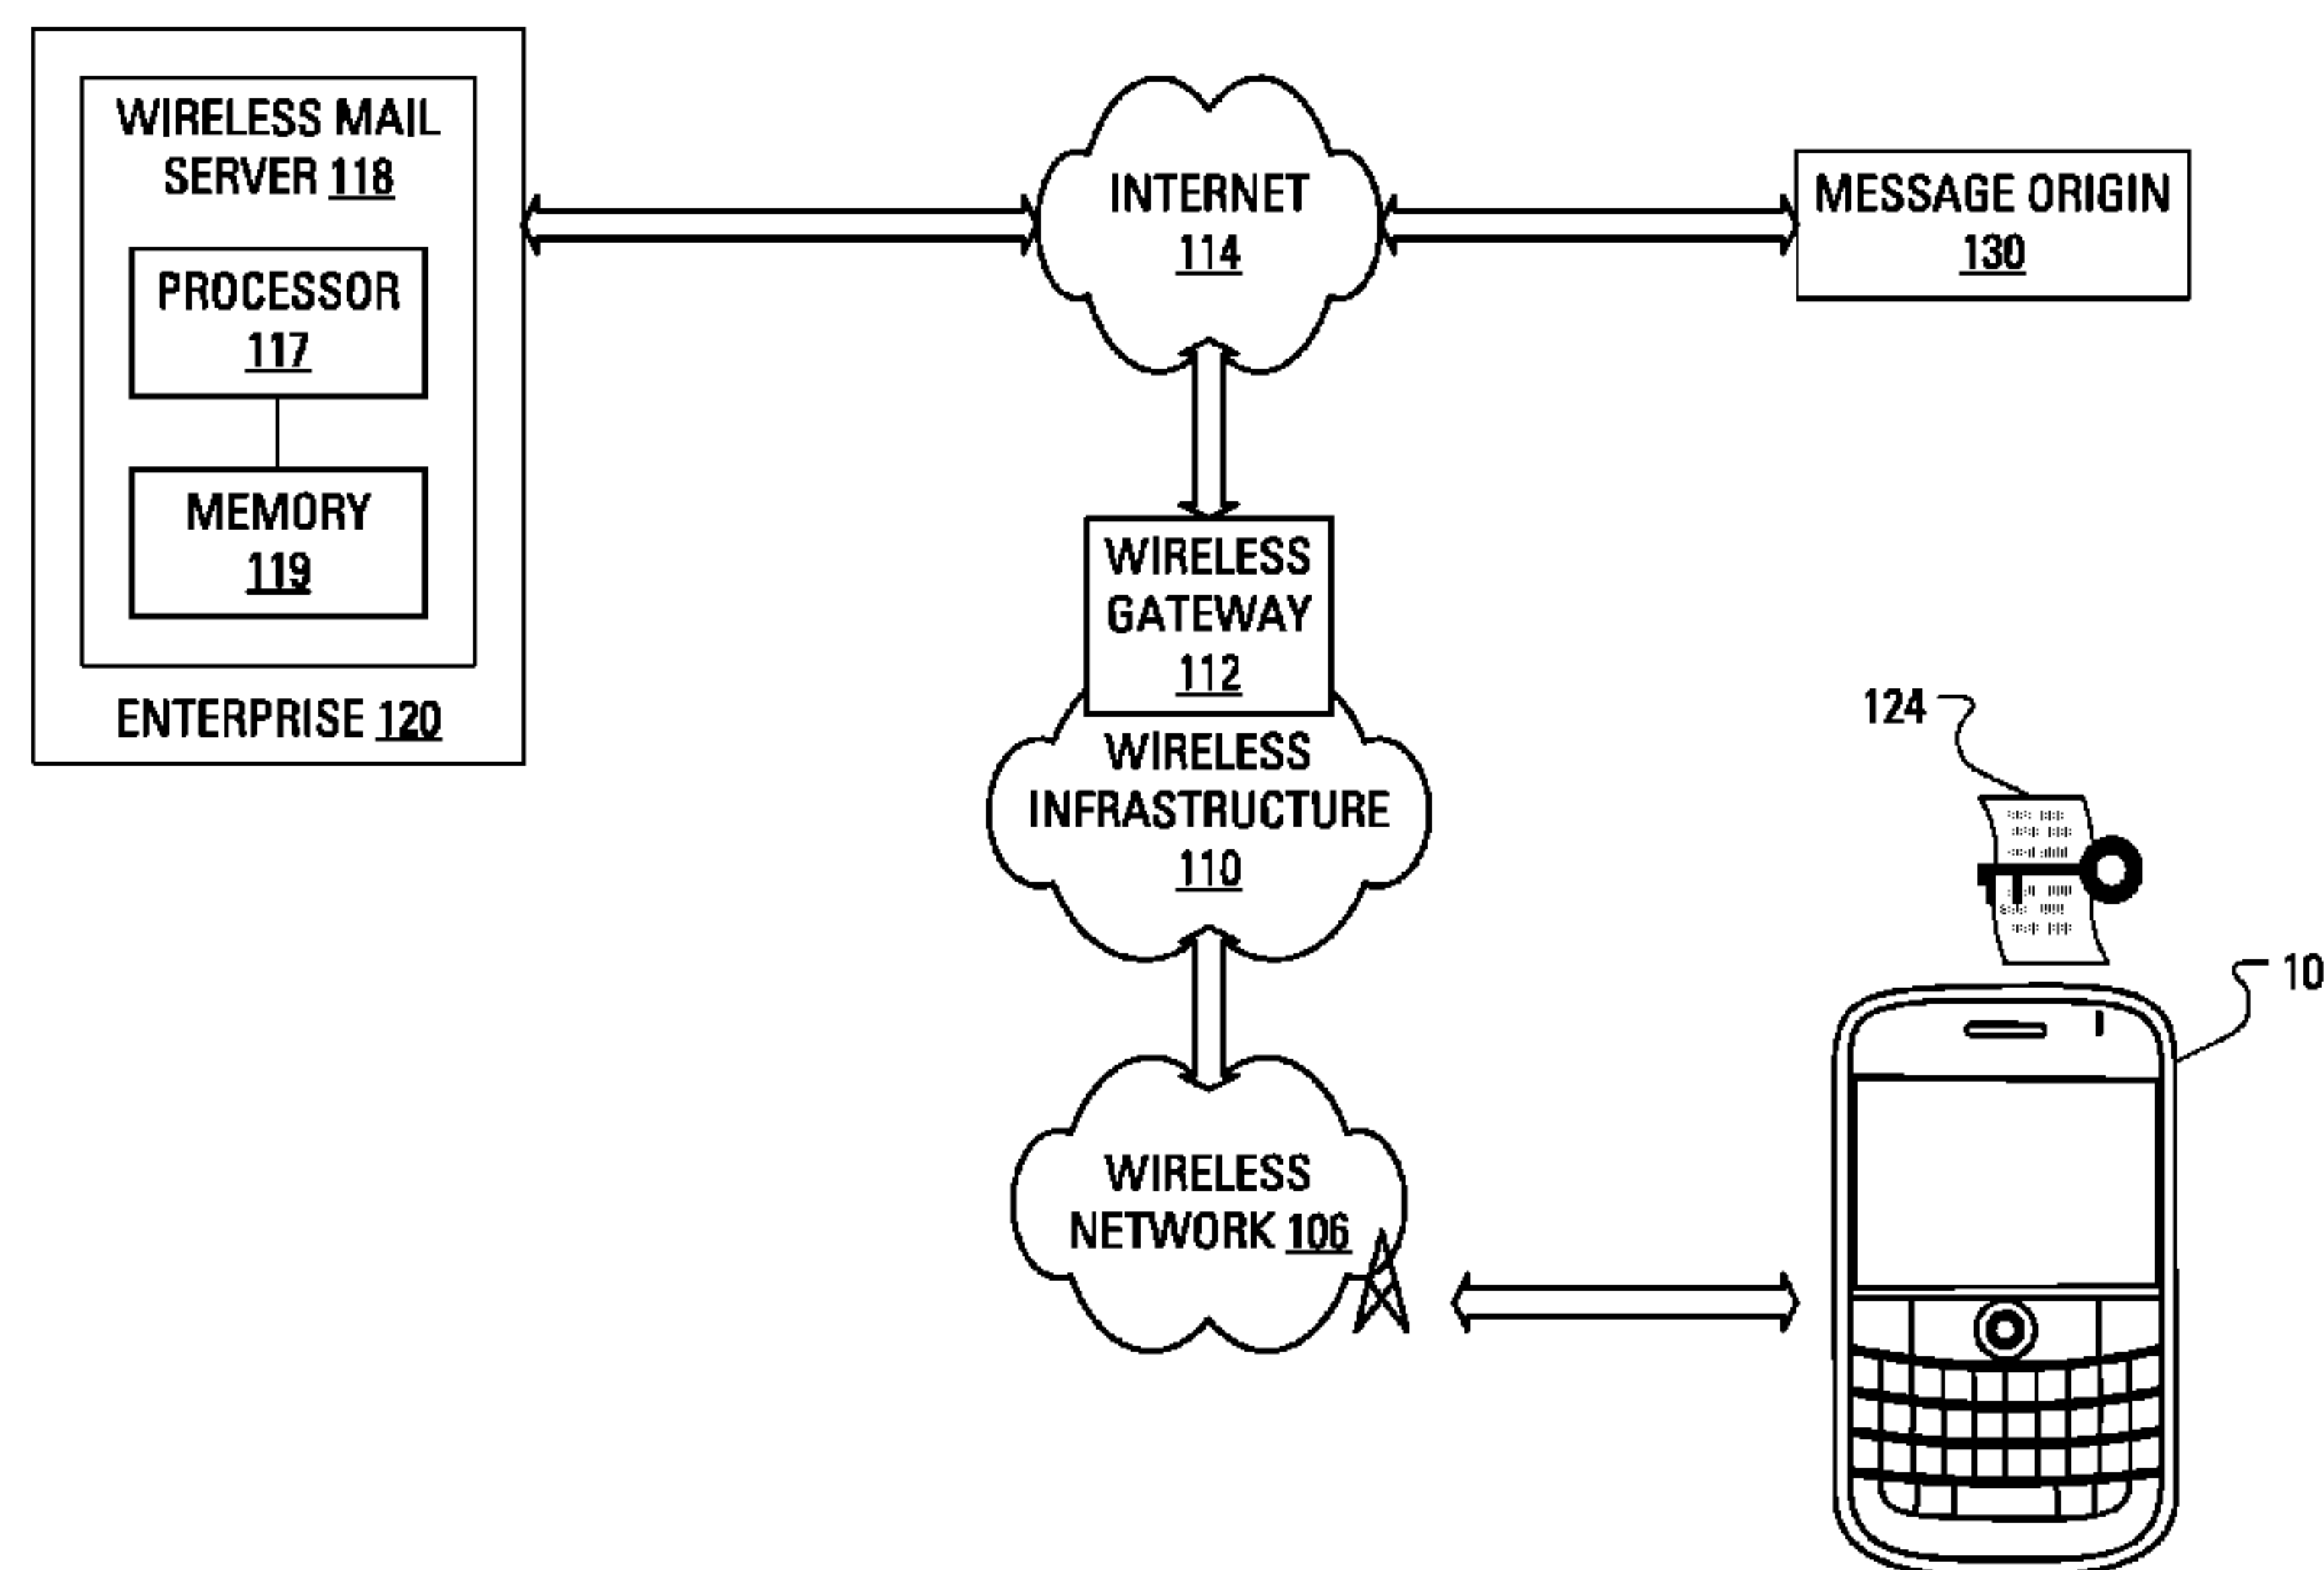 WIRELESS MAIL
SERVER 118
PROCESSOR
117
MEMORY
119
ENTERPRISE 120
INTERNET
114
MESSAGE ORIGIN
130
WIRELESS
GATEWAY
112
WIRELESS
INFRASTRUCTURE
110
WIRELESS
NETWORK 106
124
10